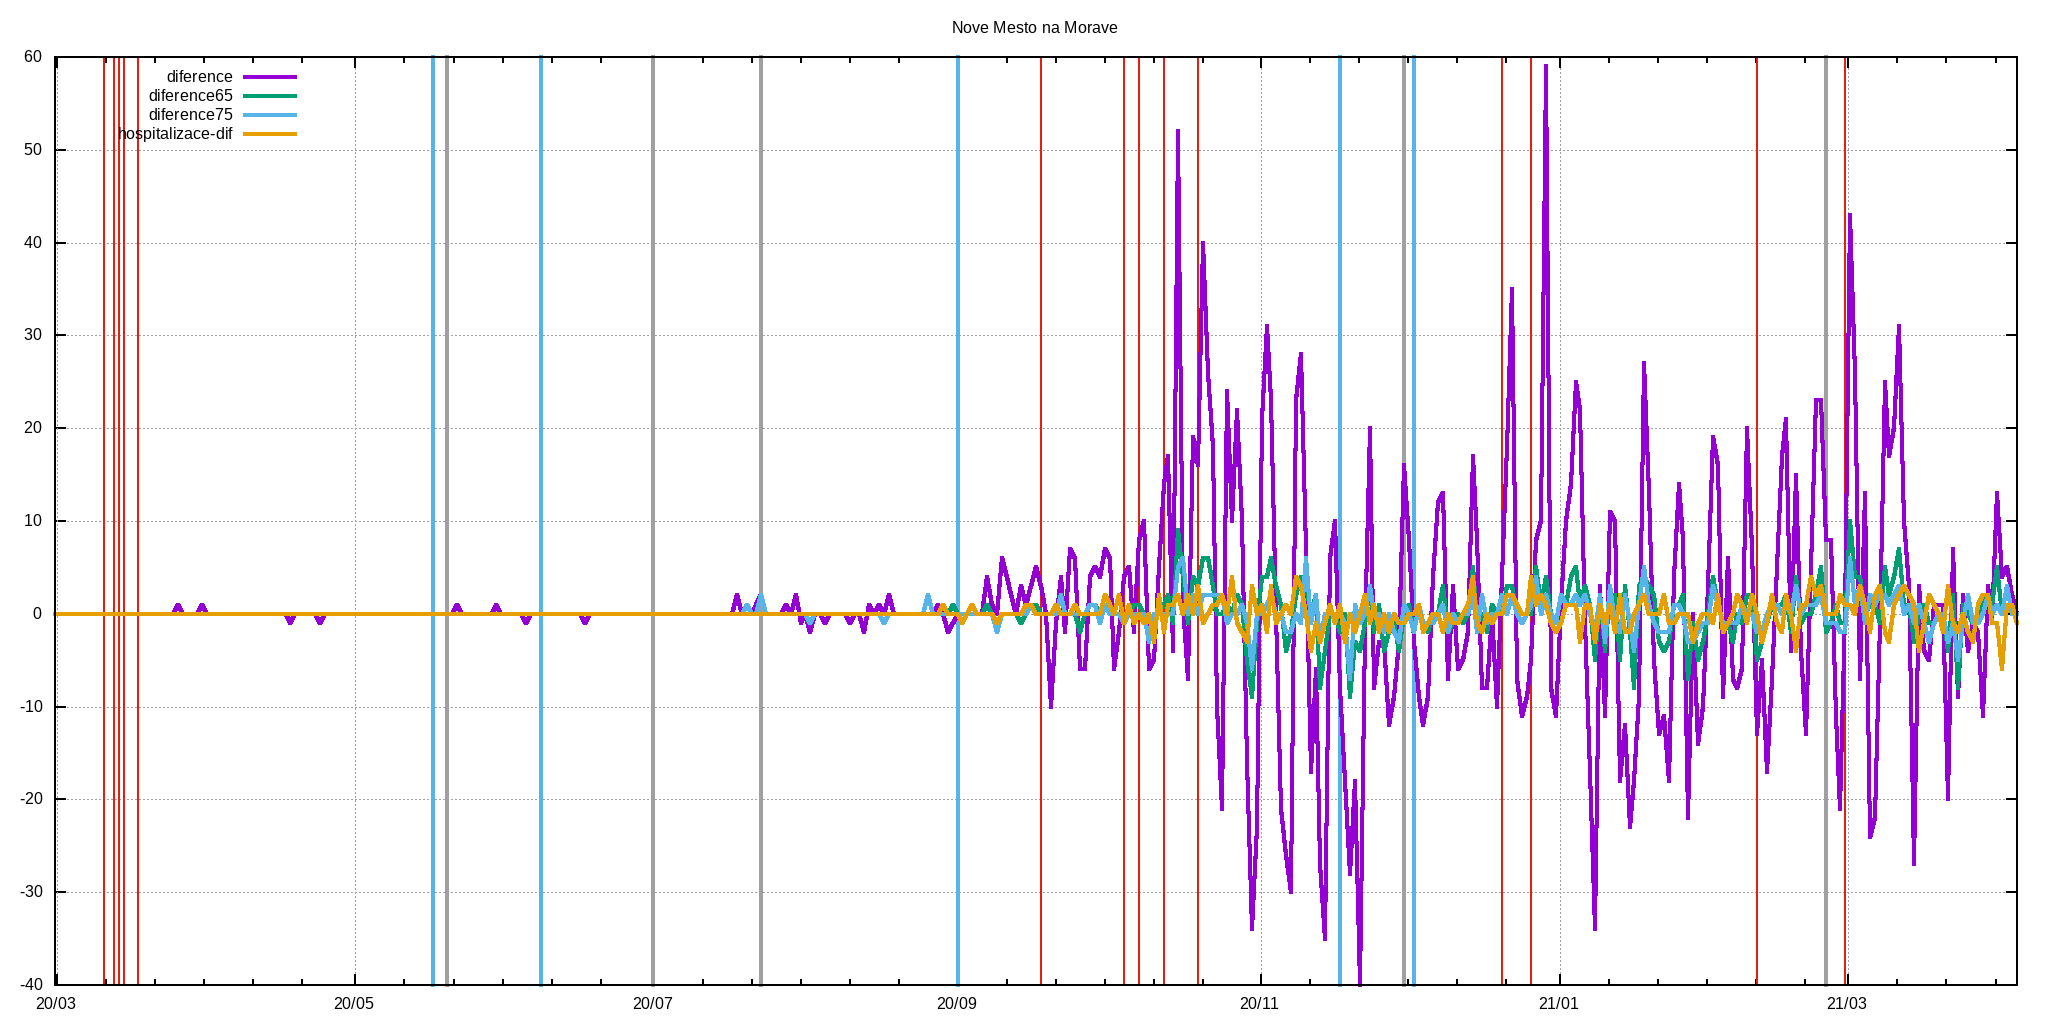 Nove Mesto na Morave
60
50
40
30
20
10
0
-10
-20
-30
-40
diference
diference65
diference75
hospitalizace-dif
20/03 20/05 20/07 20/09 20/11 21/01 21/03